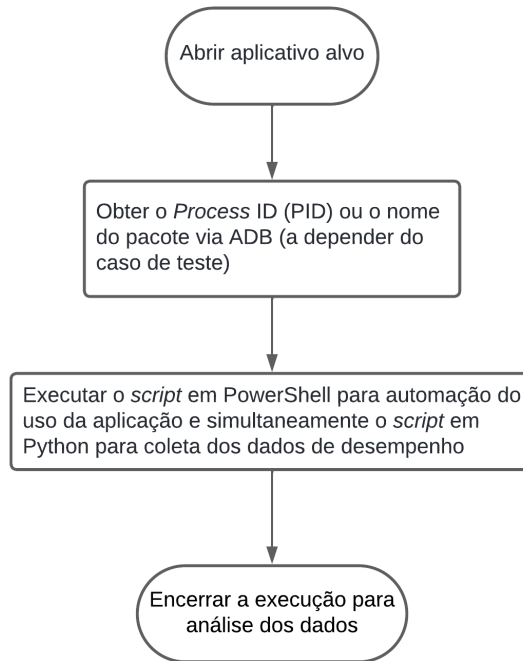 Abrir aplicativo alvo
Obter o Process ID (PID) ou o nome
do pacote via ADB (a depender do
caso de teste)
Executar o script em PowerShell para automação do
uso da aplicação e simultaneamente o script em
Python para coleta dos dados de desempenho
Encerrar a execução para
análise dos dados